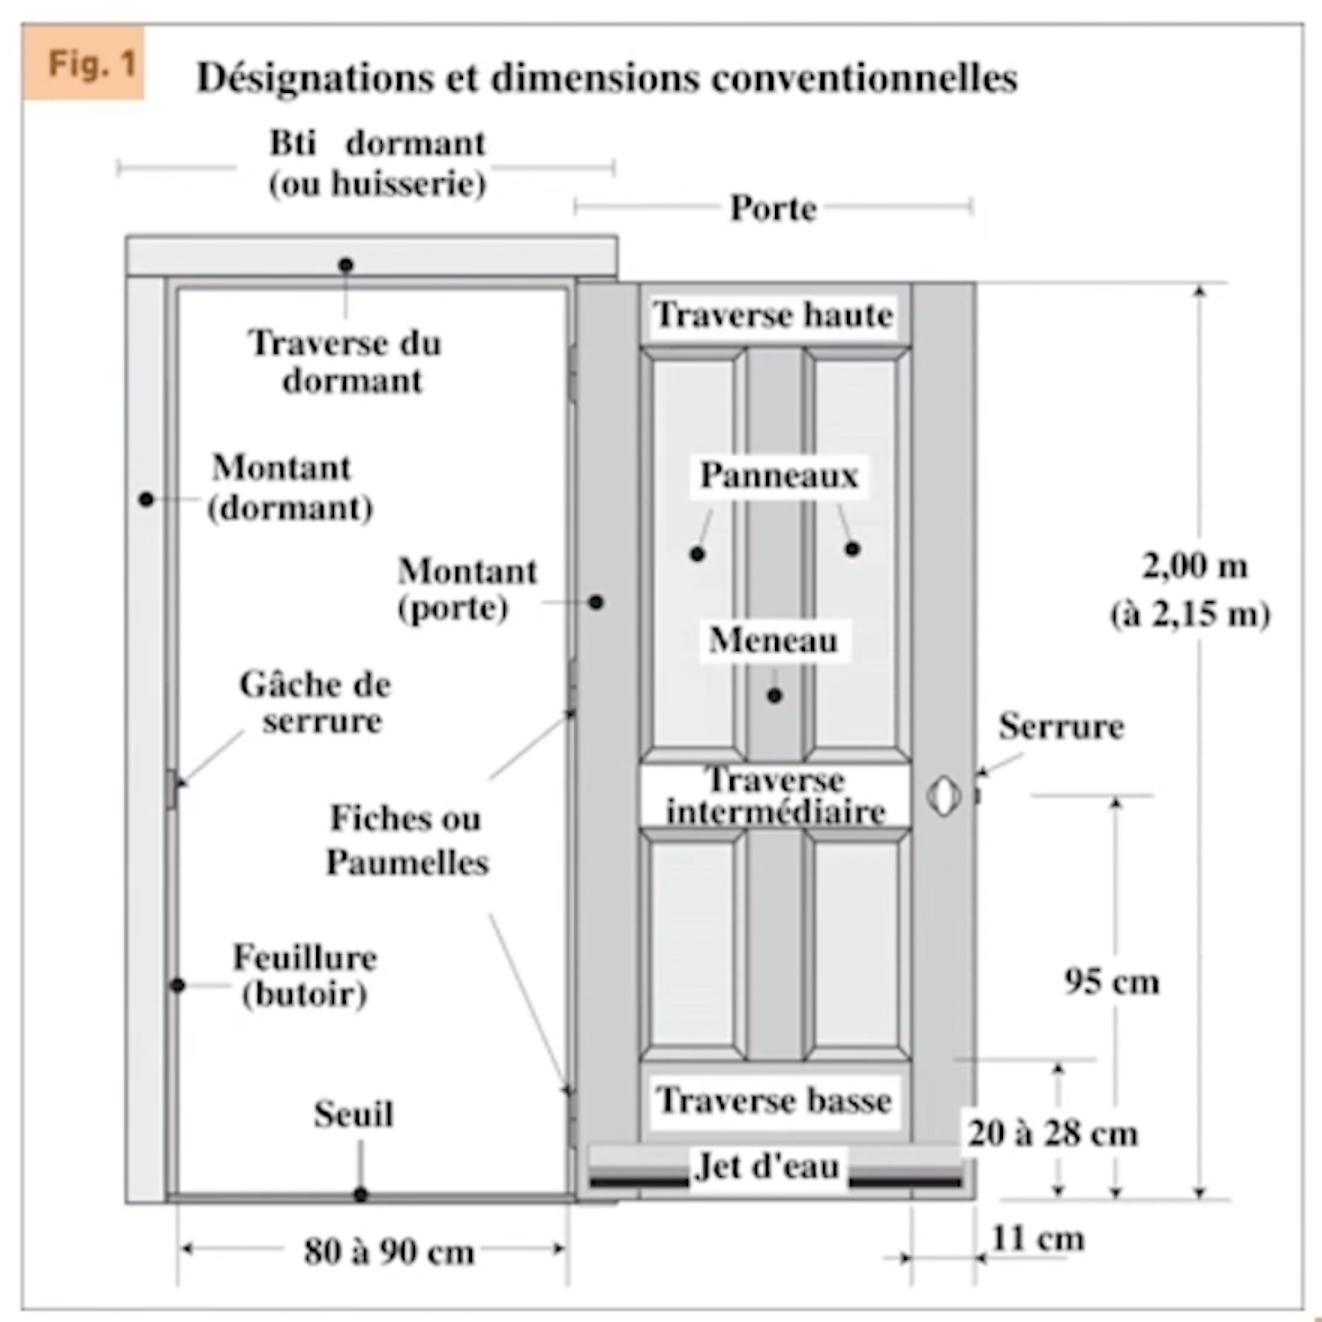 Fig. 1
Désignations et dimensions conventionnelles
Bti dormant
(ou huisserie)
Porte
Traverse haute
Traverse du
dormant
Montant
(dormant)
Panneaux
Montant
(porte)
2,00 m
(à 2,15 m)
Meneau
Gâche de
serrure
Serrure
Traverse
intermédiaire
Fiches ou
Paumelles
Feuillure
(butoir)
95 cm
Traverse basse
Seuil
20 à 28 cm
Jet d'eau
80 à 90 cm
11 cm